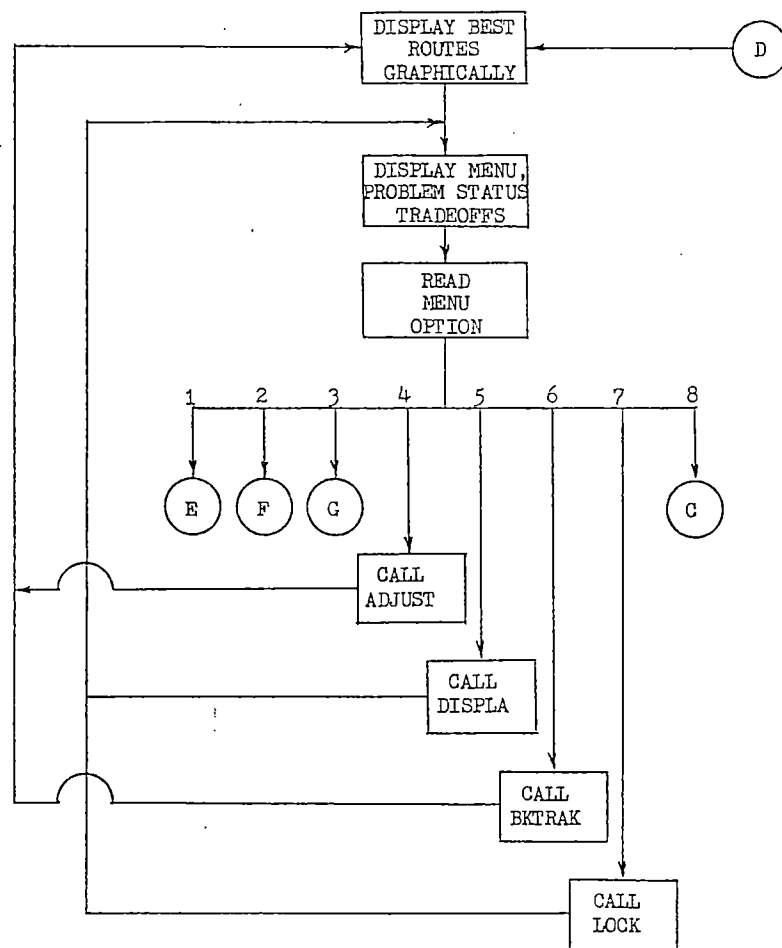 DISPLAY BEST
ROUTES
GRAPHICALLY
D
DISPLAY MENU,
PROBLEM STATUS
TRADEOFFS
READ
MENU
OPTION
1 2 3 4 5 6 7 8
E F G C
CALL
ADJUST
CALL
DISPLA
CALL
BKTRAK
CALL
LOCK